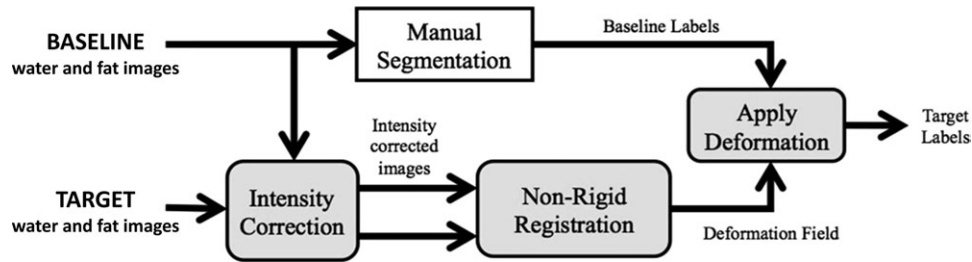 BASELINE
water and fat images
Manual
Segmentation
Baseline Labels
Apply
Deformation
Target
Labels
Intensity
corrected
images
TARGET
water and fat images
Intensity
Correction
Non-Rigid
Registration
Deformation Field